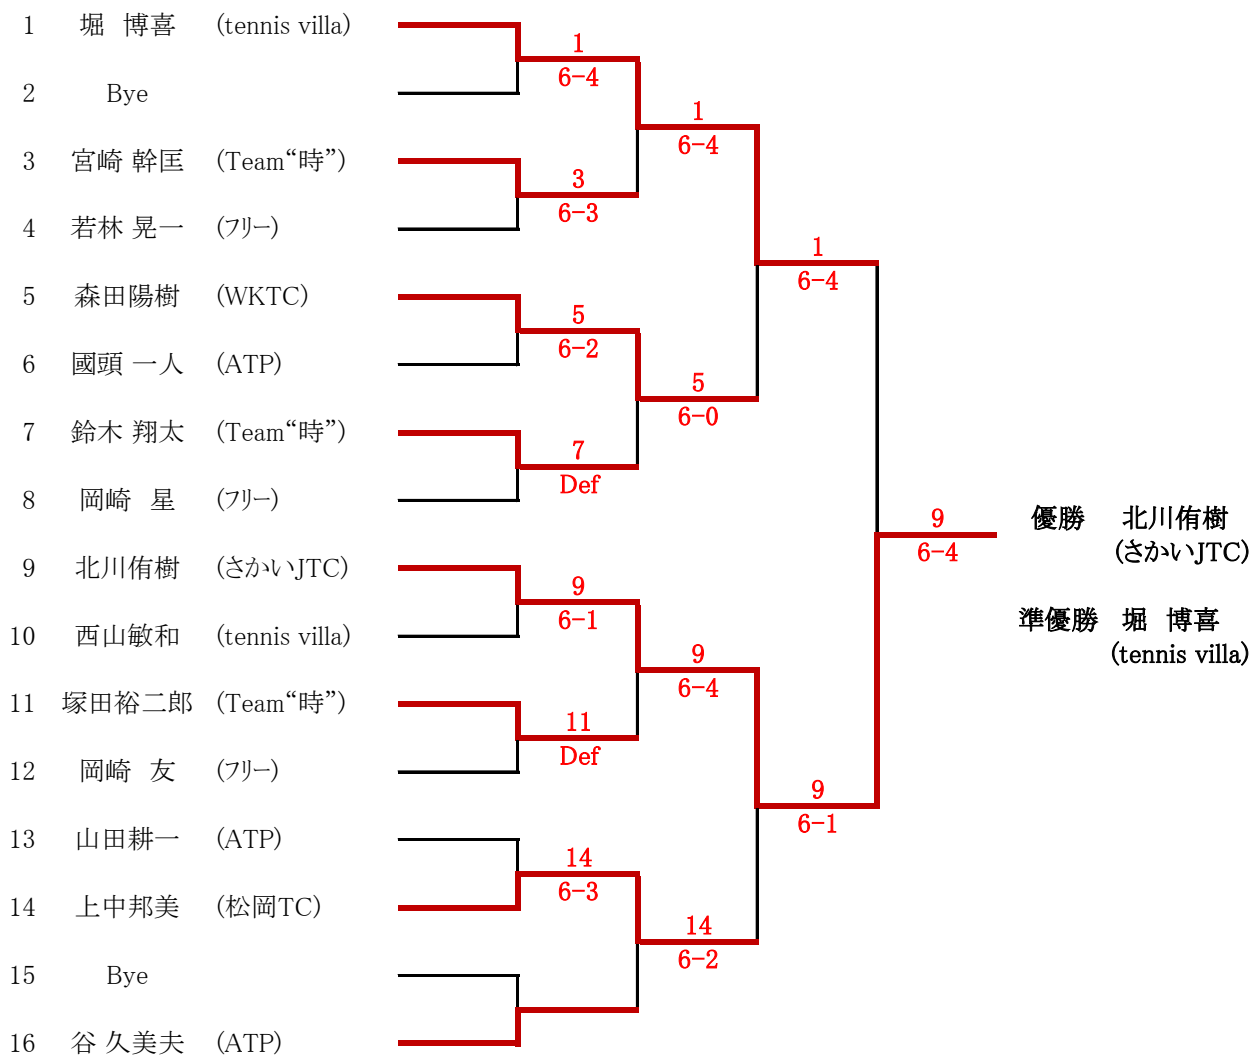 1 堀 博喜 (tennis villa)
1
6-4
2 Bye
1
6-4
3 宮崎 幹匡 (Team“時”)
3
6-3
4 若林 晃一 (フリー)
1
6-4
5 森田陽樹 (WKTC)
5
6-2
6 國頭 一人 (ATP)
5
6-0
7 鈴木 翔太 (Team“時”)
7
Def
8 岡崎 星 (フリー)
9
6-4
優勝 北川侑樹
(さかいJTC)
9 北川侑樹 (さかいJTC)
9
6-1
準優勝 堀 博喜
(tennis villa)
10 西山敏和 (tennis villa)
9
6-4
11 塚田裕二郎 (Team“時”)
11
Def
12 岡崎 友 (フリー)
9
6-1
13 山田耕一 (ATP)
14
6-3
14 上中邦美 (松岡TC)
14
6-2
15 Bye
16 谷 久美夫 (ATP)